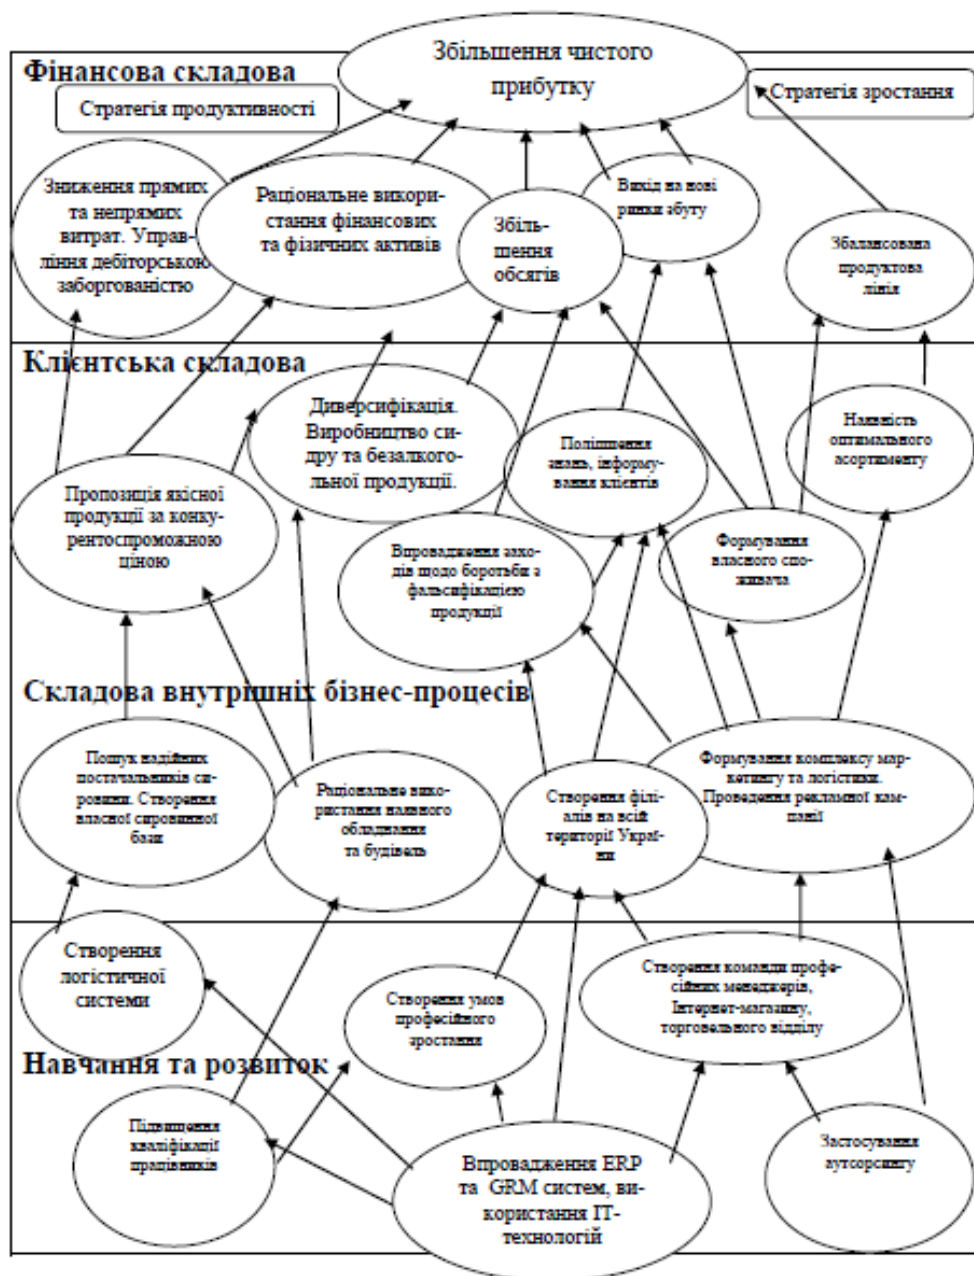 Збільшення чистого
прибутку
Фінансова складова
Стратегія продуктивності
Стратегія зростання
Зниження прямих
та непрямих
витрат. Управ-
ління дебіторською
заборгованістю
Раціональне викори-
стання фінансових
та фізичних активів
Збіль-
шення
обсягів
Вихід на нові
ринки збуту
Збалансована
продуктова
лінія
Клієнтська складова
Диверсифікація.
Виробництво си-
дру та безалкого-
льної продукції.
Поліпшення
знань, інформу-
вання клієнтів
Наявність
оптимального
асортименту
Пропозиція якісної
продукції за конку-
рентоспроможною
ціною
Впровадження захо-
дів щодо боротьби з
фальсифікацією
продукції
Формування
власного спо-
живача
Складова внутрішніх бізнес-процесів
Пошук надійних
постачальників си-
ровини. Створення
власної сировинної
бази
Раціональне вико-
ристання наявного
обладнання
та будівель
Створення філі-
алів на всій
території Украї-
ни
Формування комплексу мар-
кетингу та логістики.
Проведення рекламної кам-
панії
Створення
логістичної
системи
Створення умов
професійного
зростання
Створення команди профе-
сійних менеджерів,
Інтернет-магазину,
торговельного відділу
Навчання та розвиток
Підвищення
кваліфікації
працівників
Впровадження ERP
та GRM систем, ви-
користання IT-
технологій
Застосування
аутсорсингу